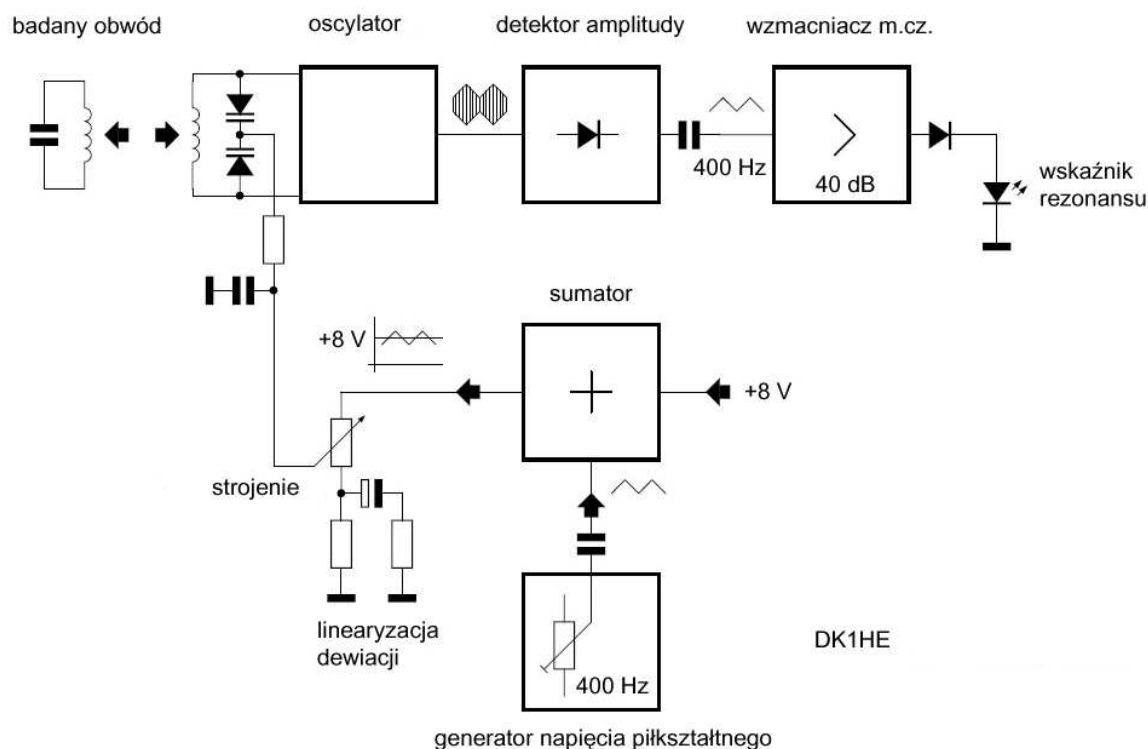 badany obwód
oscylator
detektor amplitudy
wzmacniacz m.cz.
400 Hz
40 dB
wskaźnik
rezonansu
sumator
+8 V
+8 V
strojenie
linearyzacja
dewiacji
400 Hz
DK1HE
generator napięcia piłkształtnego